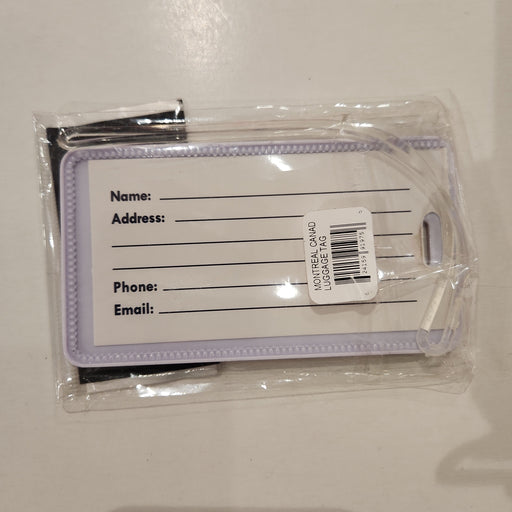 Name:
Address:
Phone:
Email:
MONTREAL CANAD
LUGGAGE TAG